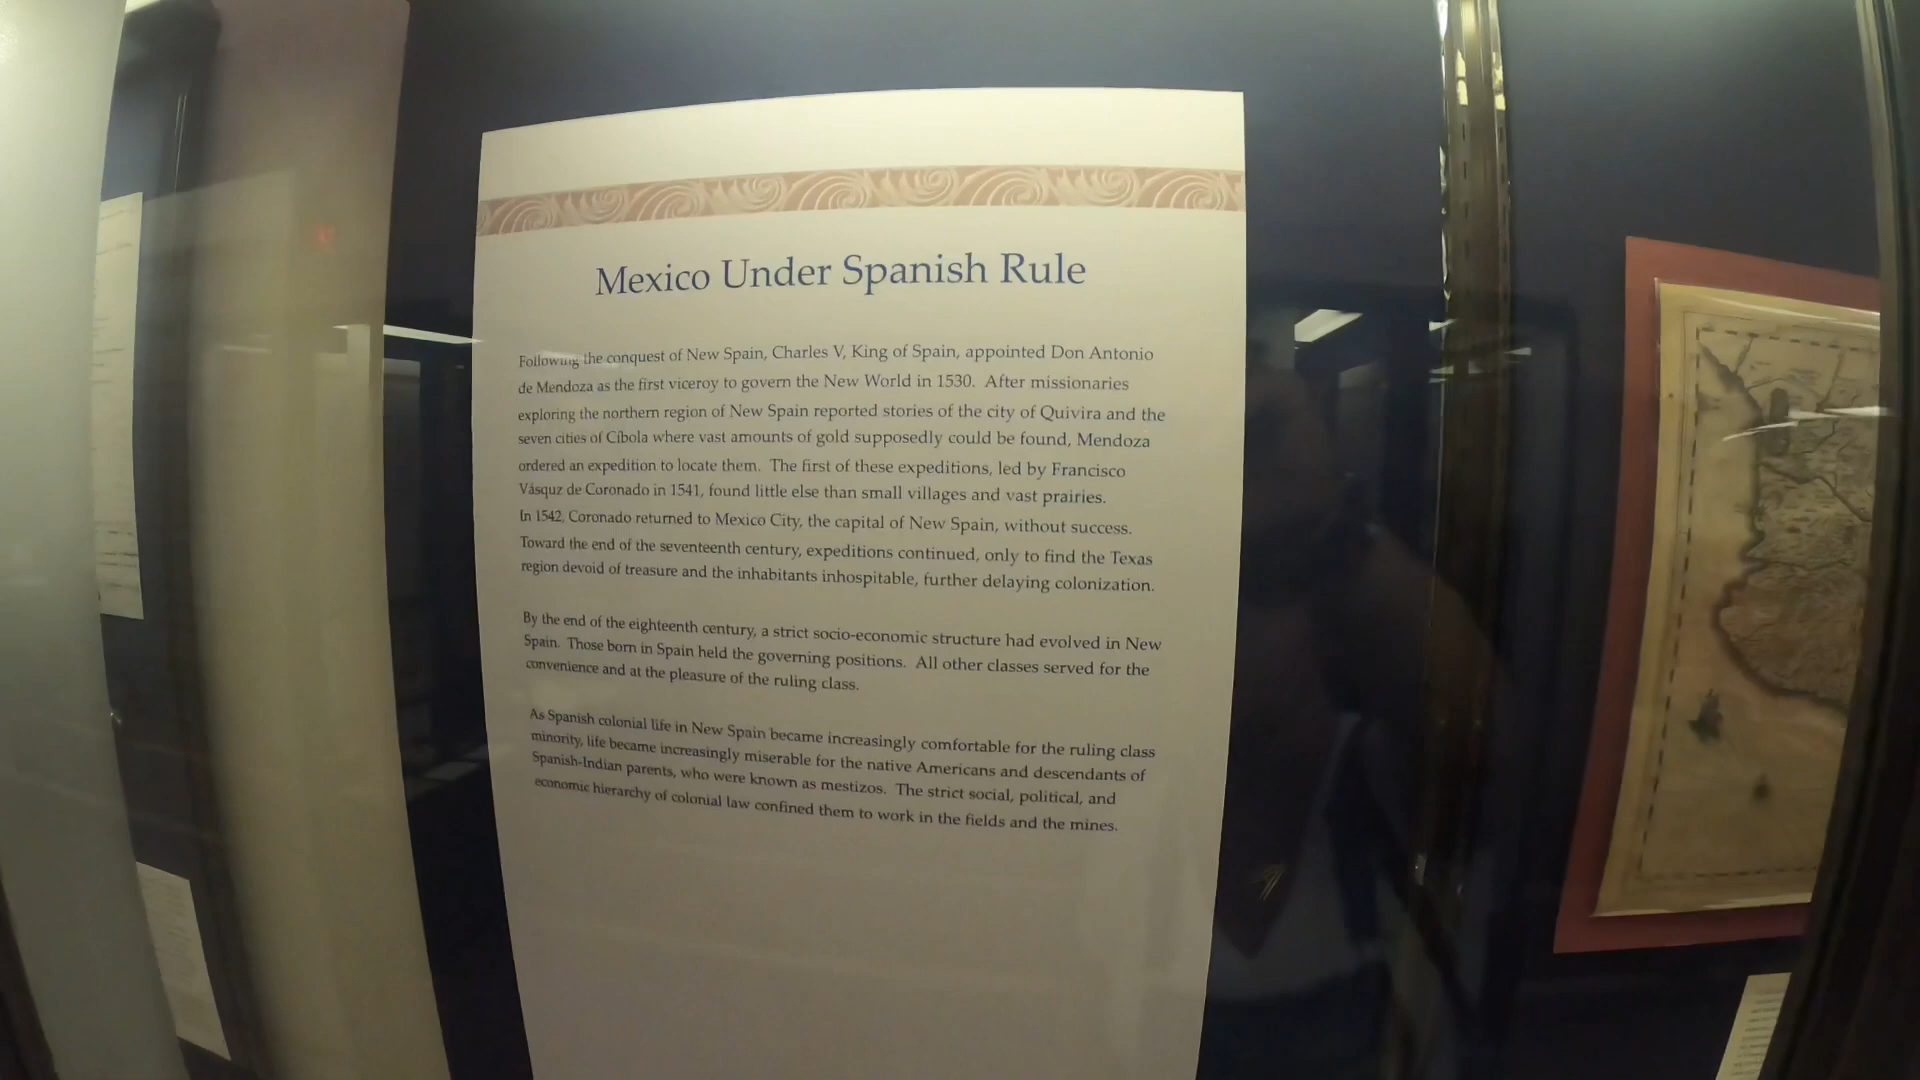 Mexico Under Spanish Rule
Following the conquest of New Spain, Charles V, King of Spain, appointed Don Antonio
de Mendoza as the first viceroy to govern the New World in 1530. After missionaries
exploring the northern region of New Spain reported stories of the city of Quivira and the
seven cities of Cíbola where vast amounts of gold supposedly could be found, Mendoza
ordered an expedition to locate them. The first of these expeditions, led by Francisco
Vásquz de Coronado in 1541, found little else than small villages and vast prairies.
In 1542, Coronado returned to Mexico City, the capital of New Spain, without success.
Toward the end of the seventeenth century, expeditions continued, only to find the Texas
region devoid of treasure and the inhabitants inhospitable, further delaying colonization.
By the end of the eighteenth century, a strict socio-economic structure had evolved in New
Spain. Those born in Spain held the governing positions. All other classes served for the
convenience and at the pleasure of the ruling class.
As Spanish colonial life in New Spain became increasingly comfortable for the ruling class
minority, life became increasingly miserable for the native Americans and descendants of
Spanish-Indian parents, who were known as mestizos. The strict social, political, and
economic hierarchy of colonial law confined them to work in the fields and the mines.